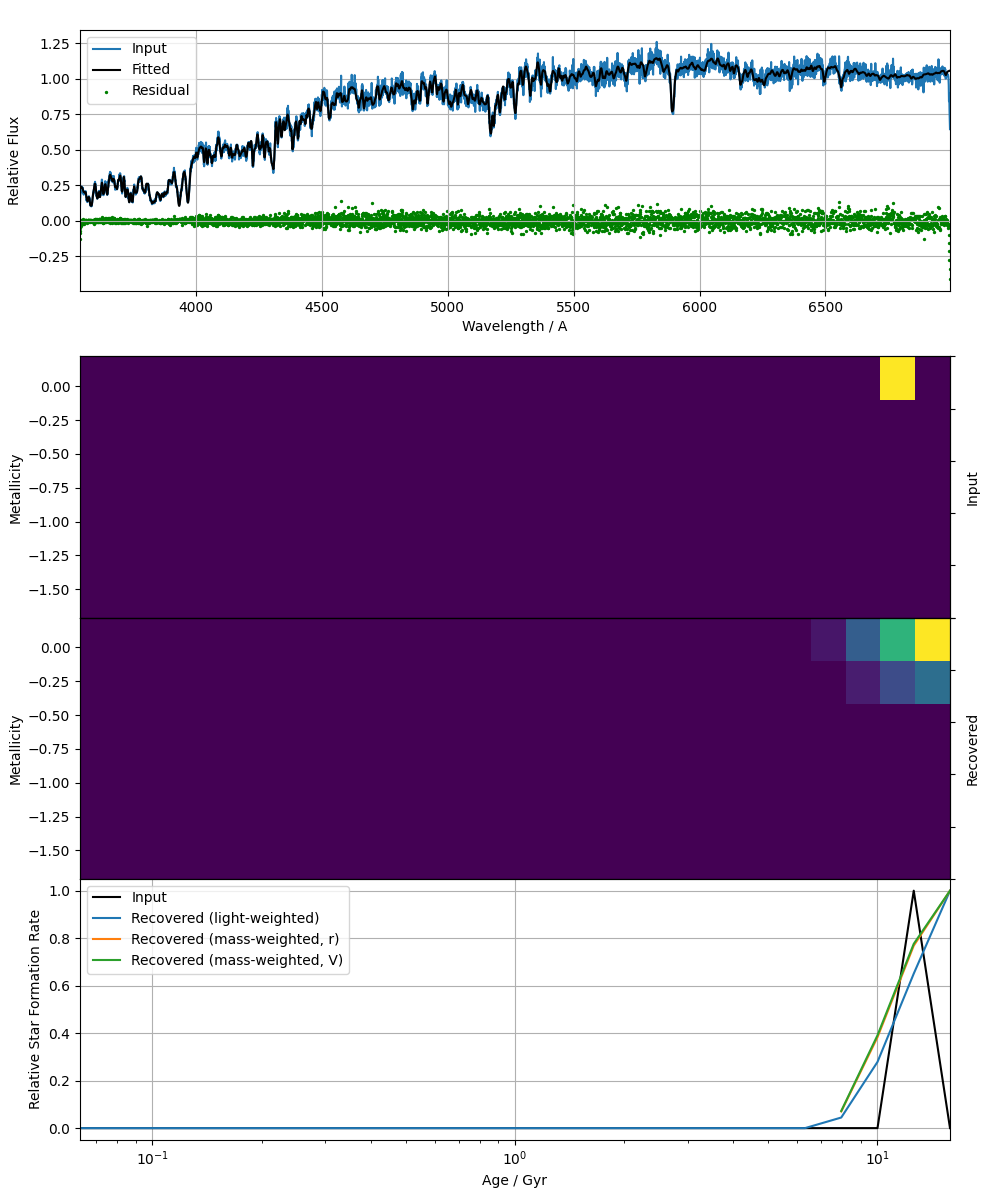 1.25
1.00
0.75
0.50
0.25
0.00
−0.25
Relative Flux
Input
Fitted
Residual
4000
4500
5000
5500
6000
6500
Wavelength / A
0.00
−0.25
−0.50
−0.75
−1.00
−1.25
−1.50
Metallicity
Input
0.00
−0.25
−0.50
−0.75
−1.00
−1.25
−1.50
Metallicity
Recovered
1.0
0.8
0.6
0.4
0.2
0.0
Relative Star Formation Rate
Input
Recovered (light-weighted)
Recovered (mass-weighted, r)
Recovered (mass-weighted, V)
10⁻¹
10⁰
10¹
Age / Gyr